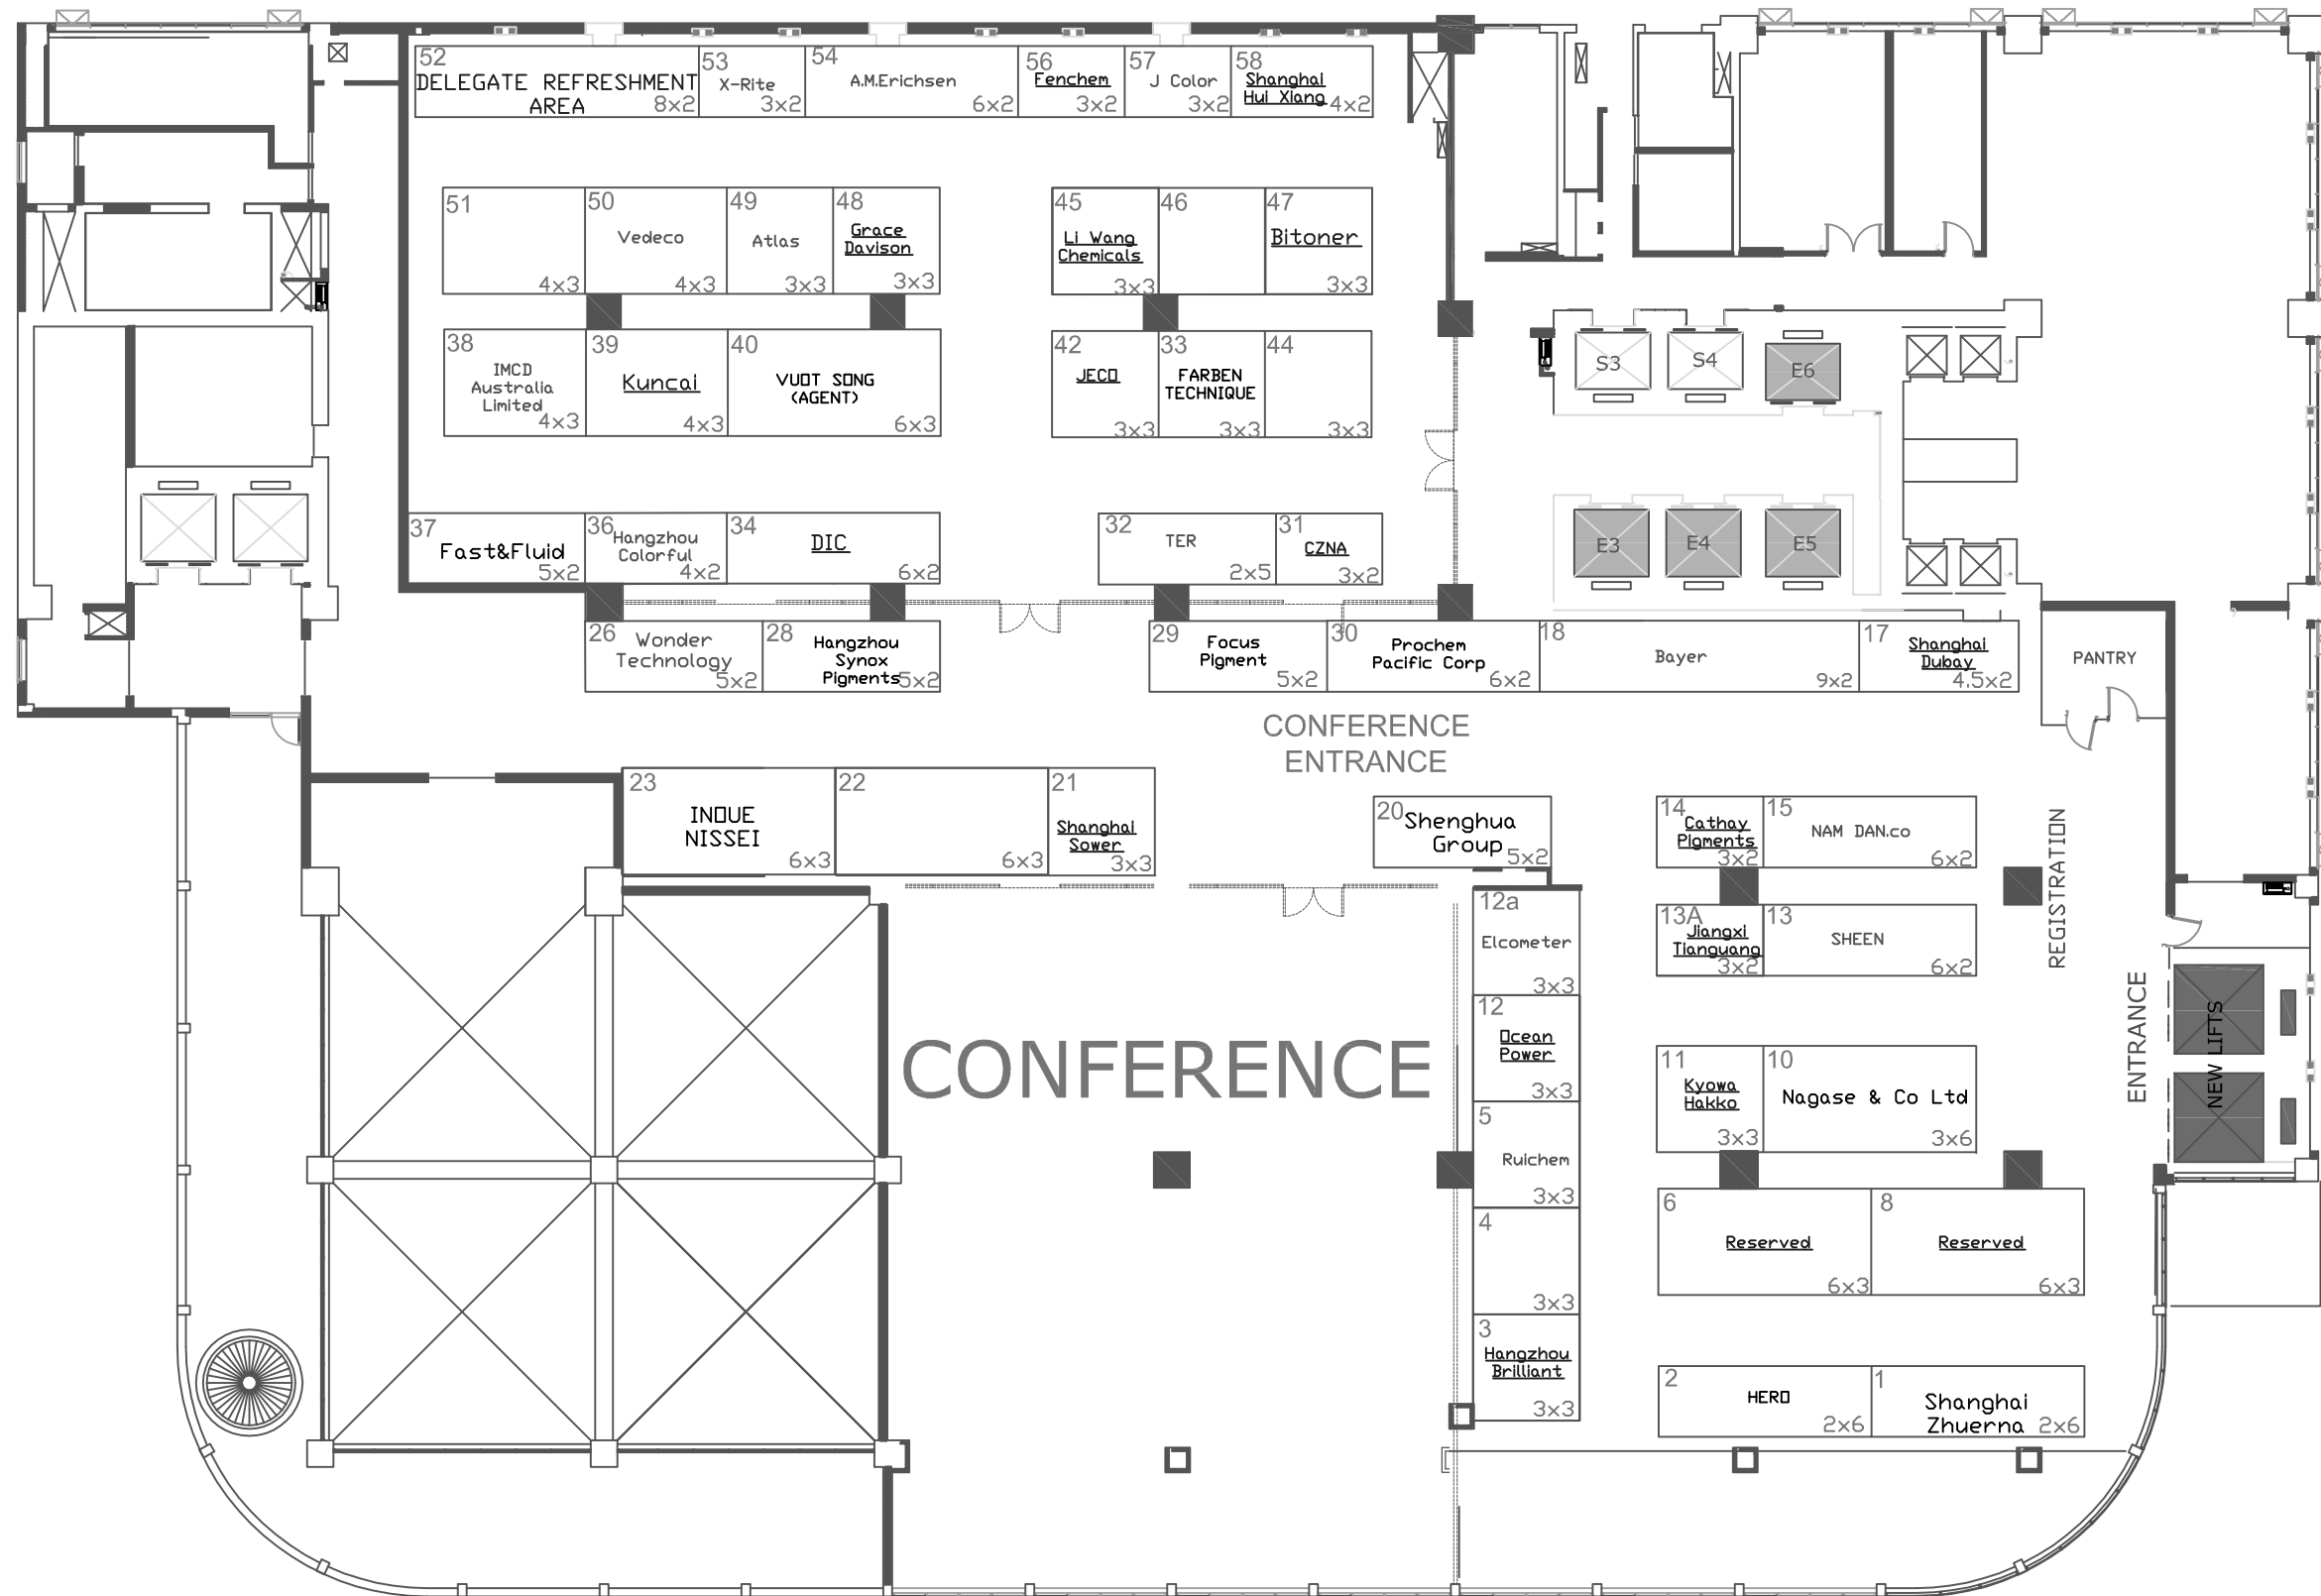 52
DELEGATE REFRESHMENT
AREA
8x2
53
X-Rite
3x2
54
A.M.Erichsen
6x2
56
Fenchem
3x2
57
J Color
3x2
58
Shanghai
Hui Xiang
4x2
51
4x3
50
Vedeco
4x3
49
Atlas
3x3
48
Grace
Davison
3x3
45
Li Wang
Chemicals
3x3
46
47
Bitoner
3x3
38
IMCD
Australia
Limited
4x3
39
Kuncai
4x3
40
VUOT SONG
(AGENT)
6x3
42
JECO
3x3
33
FARBEN
TECHNIQUE
3x3
44
3x3
S3
S4
E6
37
Fast&Fluid
5x2
36
Hangzhou
Colorful
4x2
34
DIC
6x2
32
TER
2x5
31
CZNA
3x2
E3
E4
E5
26
Wonder
Technology
5x2
28
Hangzhou
Synox
Pigments
5x2
29
Focus
Pigment
5x2
30
Prochem
Pacific Corp
6x2
18
Bayer
9x2
17
Shanghai
Dubay
4.5x2
PANTRY
CONFERENCE
ENTRANCE
23
INOUE
NISSEI
6x3
22
6x3
21
Shanghai
Sower
3x3
20
Shenghua
Group
5x2
14
Cathay
Pigments
3x2
15
NAM DAN.co
6x2
REGISTRATION
12a
Elcometer
3x3
13A
Jiangxi
Tianguang
3x2
13
SHEEN
6x2
CONFERENCE
12
Ocean
Power
3x3
11
Kyowa
Hakko
3x3
10
Nagase & Co Ltd
3x6
ENTRANCE
NEW LIFTS
5
Ruichem
3x3
4
3x3
6
Reserved
6x3
8
Reserved
6x3
3
Hangzhou
Brilliant
3x3
2
HERO
2x6
1
Shanghai
Zhuerna
2x6